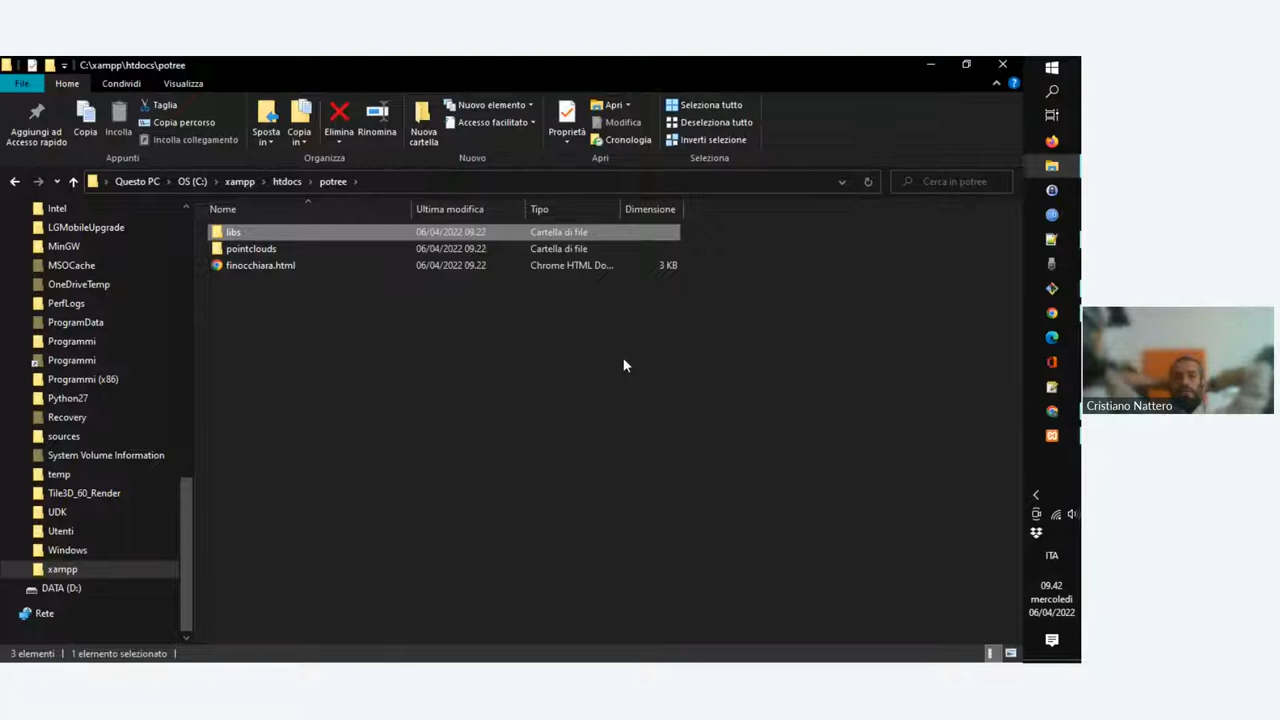 C:\xampp\htdocs\potree
File Home Condividi Visualizza
Aggiungi ad Accesso rapido
Copia
Incolla
Taglia
Copia percorso
Incolla collegamento
Sposta in
Copia in
Elimina
Rinomina
Nuova cartella
Nuovo elemento
Accesso facilitato
Proprietà
Apri
Modifica
Cronologia
Seleziona tutto
Deseleziona tutto
Inverti selezione
Appunti Organizza Nuovo Apri Seleziona
Questo PC › OS (C:) › xampp › htdocs › potree ›
Cerca in potree
Intel
LGMobileUpgrade
MinGW
MSOCache
OneDriveTemp
PerfLogs
ProgramData
Programmi
Programmi
Programmi (x86)
Python27
Recovery
sources
System Volume Information
temp
Tile3D_60_Render
UDK
Utenti
Windows
xampp
DATA (D:)
Rete
Nome Ultima modifica Tipo Dimensione
libs 06/04/2022 09.22 Cartella di file
pointclouds 06/04/2022 09.22 Cartella di file
finocchiara.html 06/04/2022 09.22 Chrome HTML Do... 3 KB
3 elementi 1 elemento selezionato
ITA
09.42
mercoledì
06/04/2022
Cristiano Nattero